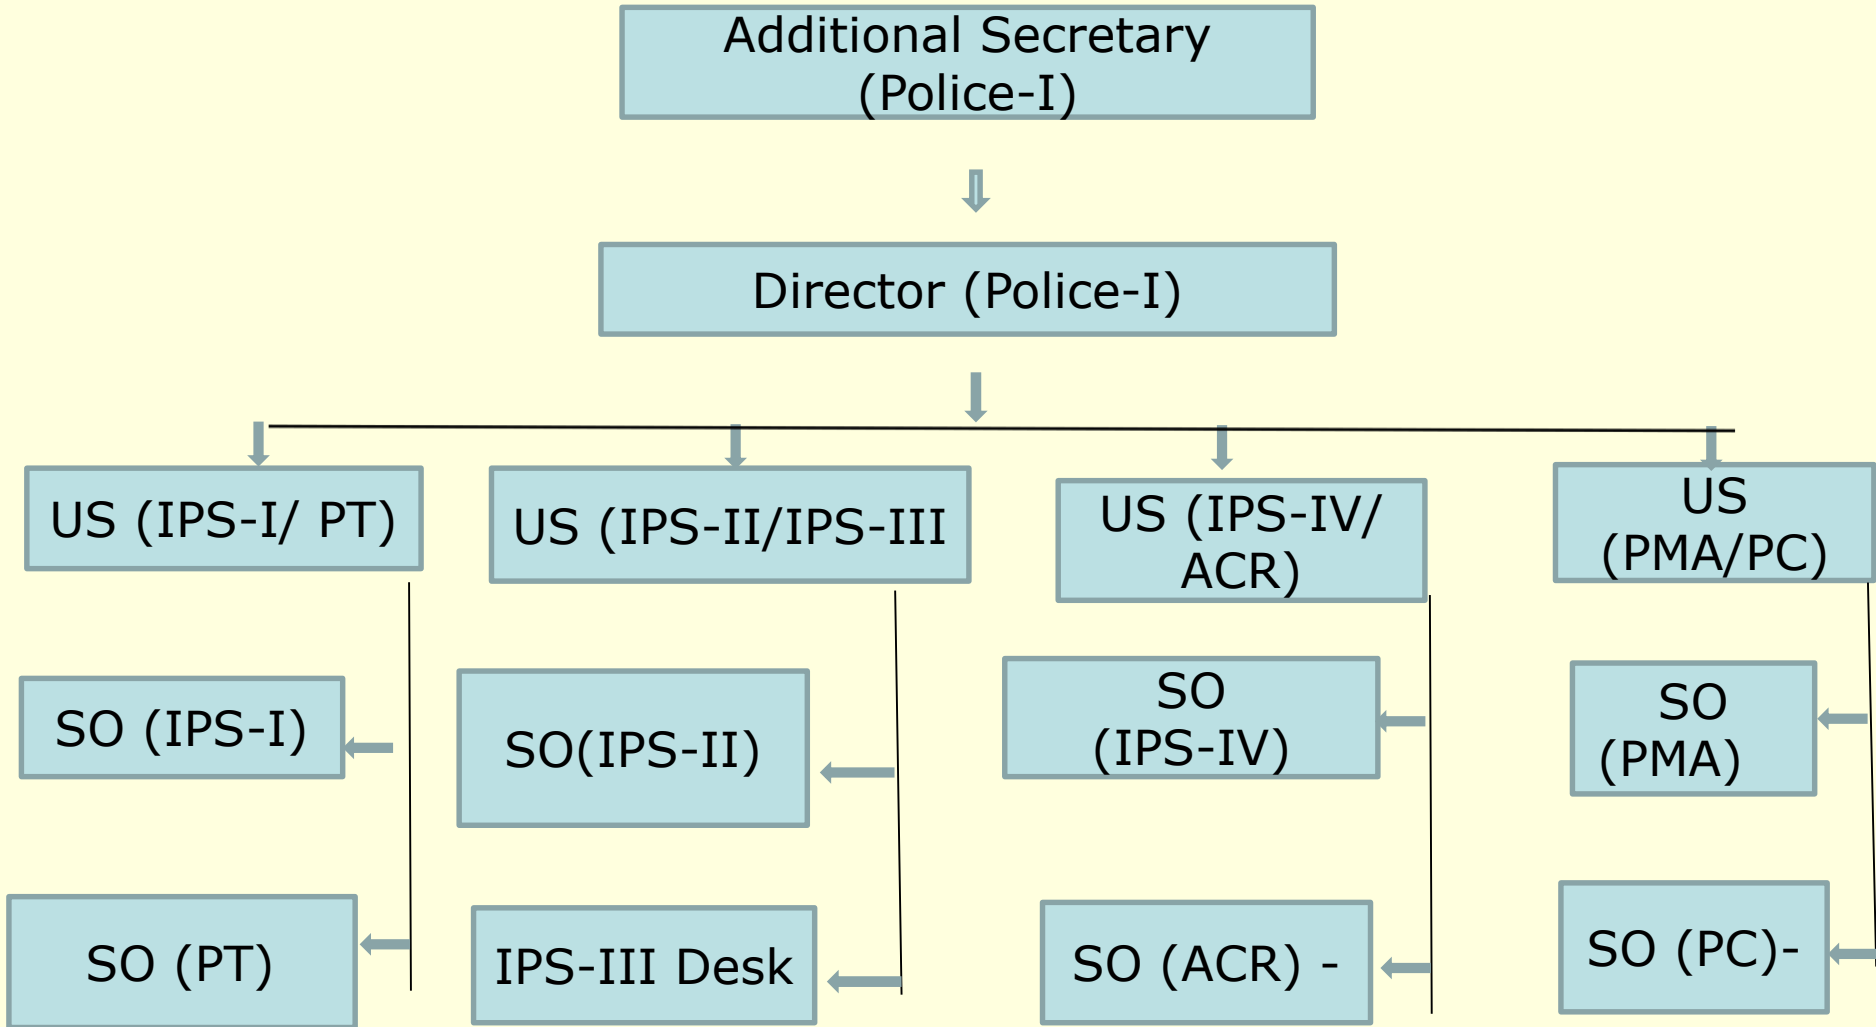 Additional Secretary
(Police-I)
Director (Police-I)
US (IPS-I/ PT)
US (IPS-II/IPS-III
US (IPS-IV/
ACR)
US
(PMA/PC)
SO (IPS-I)
SO(IPS-II)
SO
(IPS-IV)
SO
(PMA)
SO (PT)
IPS-III Desk
SO (ACR) -
SO (PC)-